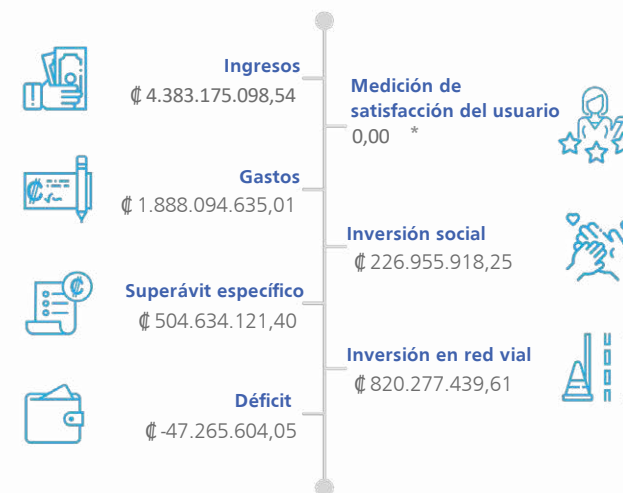 Ingresos
₡ 4.383.175.098,54
Medición de
satisfacción del usuario
0,00 *
Gastos
₡ 1.888.094.635,01
Inversión social
₡ 226.955.918,25
Superávit específico
₡ 504.634.121,40
Inversión en red vial
₡ 820.277.439,61
Déficit
₡ -47.265.604,05